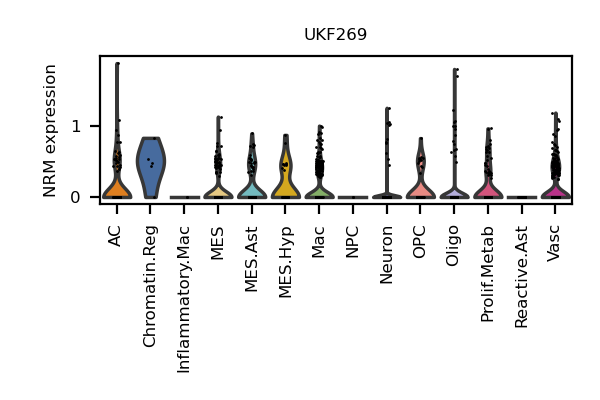 UKF269
NRM expression
1
0
AC
Chromatin.Reg
Inflammatory.Mac
MES
MES.Ast
MES.Hyp
Mac
NPC
Neuron
OPC
Oligo
Prolif.Metab
Reactive.Ast
Vasc